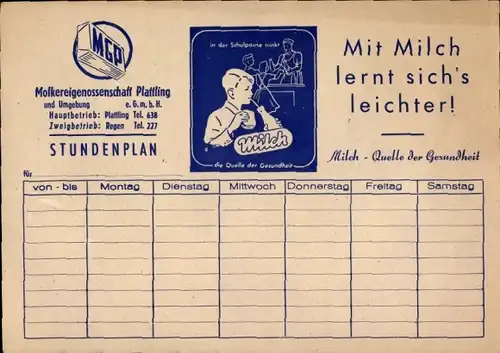 MGP
Molkereigenossenschaft Plattling
und Umgebung e.G.m.b.H.
Hauptbetrieb: Plattling Tel. 638
Zweigbetrieb: Regen Tel. 227
STUNDENPLAN
in der Schulpause trinkt
Milch
die Quelle der Gesundheit
Mit Milch
lernt sich's
leichter!
Milch - Quelle der Gesundheit
für
von - bis Montag Dienstag Mittwoch Donnerstag Freitag Samstag